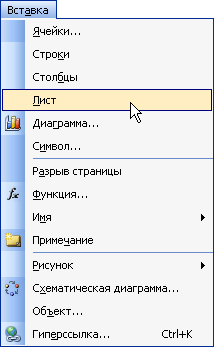 Вставка
Ячейки...
Строки
Столбцы
Лист
Диаграмма...
Символ...
Разрыв страницы
Функция...
Имя
Примечание
Рисунок
Схематическая диаграмма...
Объект...
Гиперссылка... Ctrl+K